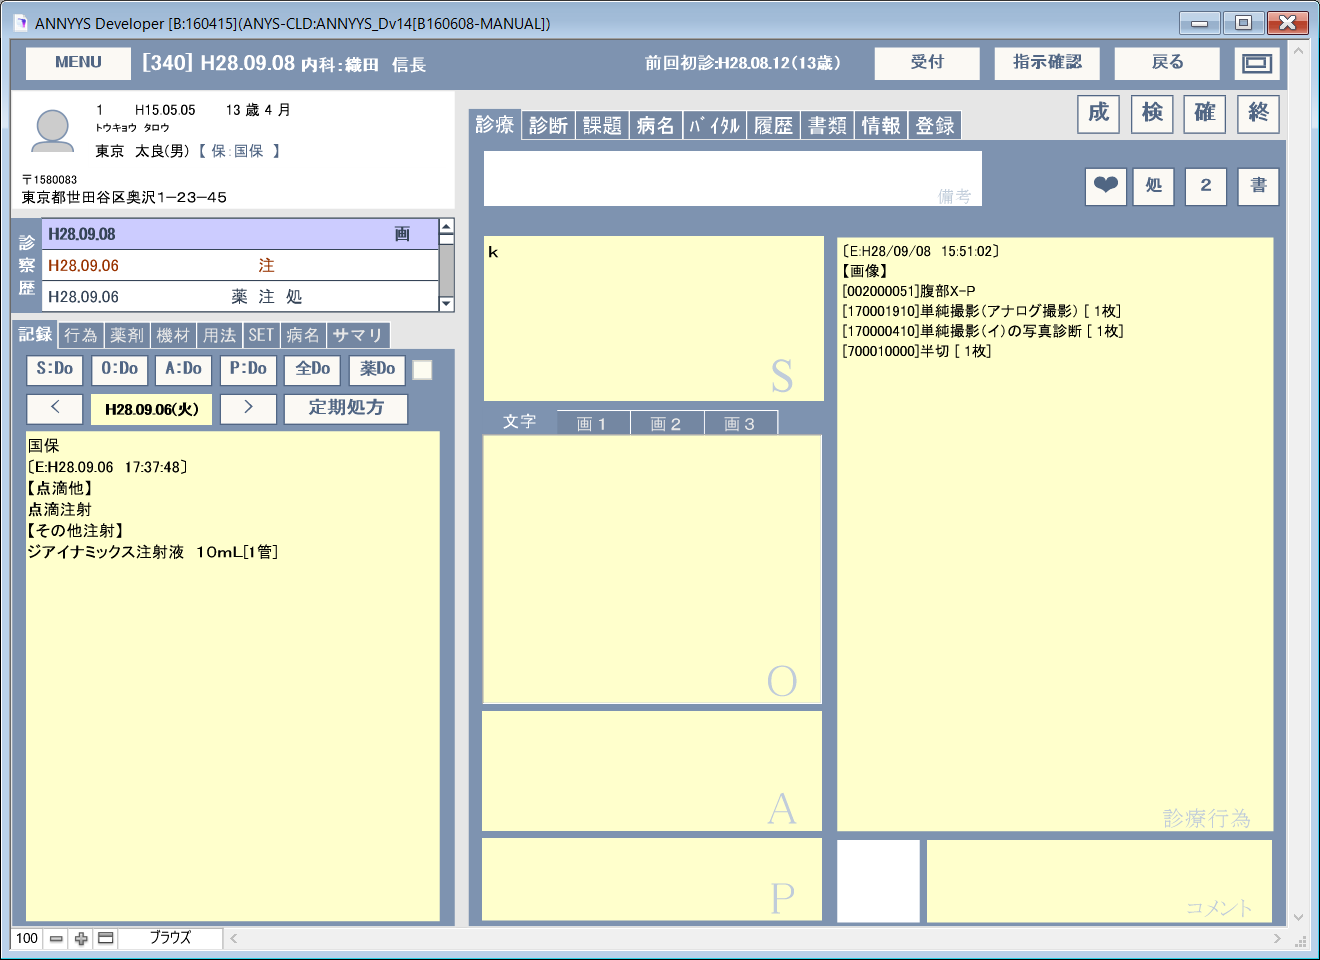 ANNYYS Developer [B:160415](ANYS-CLD:ANNYYS_Dv14[B160608-MANUAL])
MENU
[340] H28.09.08 内科:織田 信長
前回初診:H28.08.12(13歳)
受付
指示確認
戻る
1 H15.05.05 13 歳 4 月
トウキョウ タロウ
東京 太良(男)【 保:国保 】
〒1580083
東京都世田谷区奥沢1-23-45
診察歴
H28.09.08 画
H28.09.06 注
H28.09.06 薬 注 処
記録 行為 薬剤 機材 用法 SET 病名 サマリ
S:Do O:Do A:Do P:Do 全Do 薬Do
< H28.09.06(火) > 定期処方
国保
〔E:H28.09.06 17:37:48〕
【点滴他】
点滴注射
【その他注射】
ジアイナミックス注射液 10mL[1管]
診療 診断 課題 病名 バイタル 履歴 書類 情報 登録
成 検 確 終
備考
❤ 処 2 書
k
S
文字 画1 画2 画3
O
A
P
〔E:H28/09/08 15:51:02〕
【画像】
[002000051]腹部X-P
[170001910]単純撮影(アナログ撮影) [ 1枚]
[170000410]単純撮影(イ)の写真診断 [ 1枚]
[700010000]半切 [ 1枚]
診療行為
コメント
100 ブラウズ